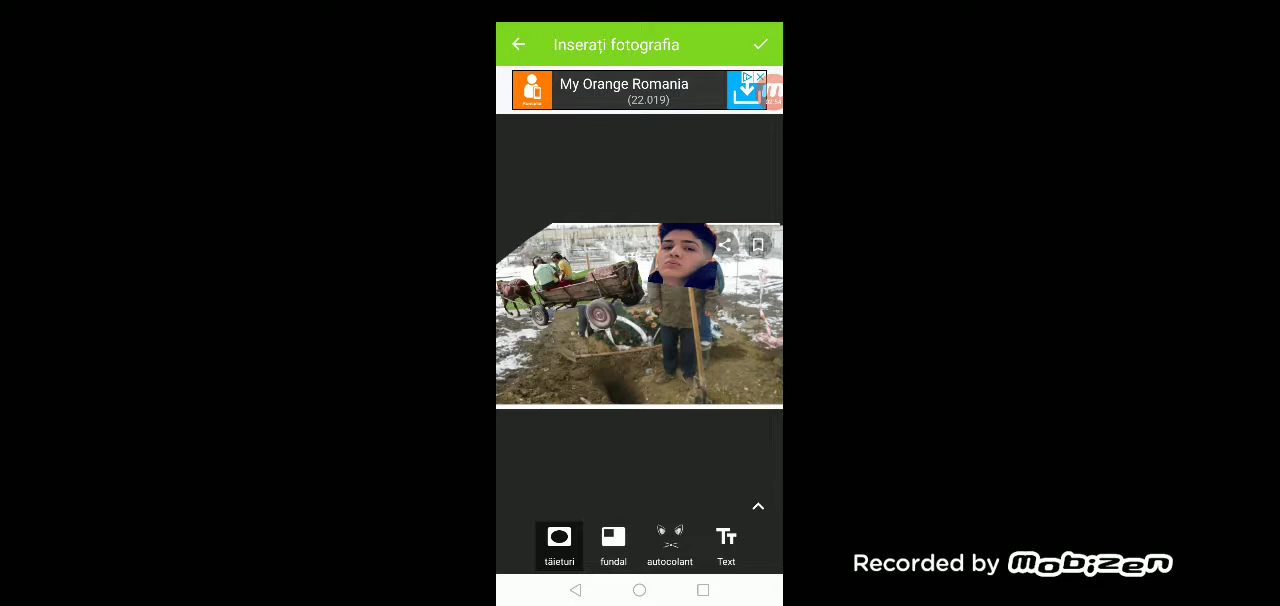 Inserați fotografia
My Orange Romania
(22.019)
tăieturi
fundal
autocolant
Text
Recorded by mobizen